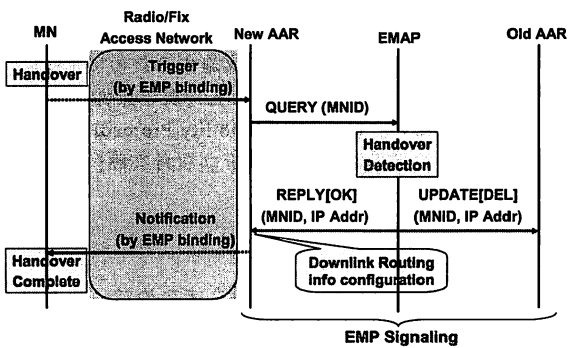 MN
Radio/Fix
Access Network
New AAR
EMAP
Old AAR
Handover
Trigger
(by EMP binding)
QUERY (MNID)
Handover
Detection
REPLY[OK]
(MNID, IP Addr)
UPDATE[DEL]
(MNID, IP Addr)
Notification
(by EMP binding)
Handover
Complete
Downlink Routing
info configuration
EMP Signaling